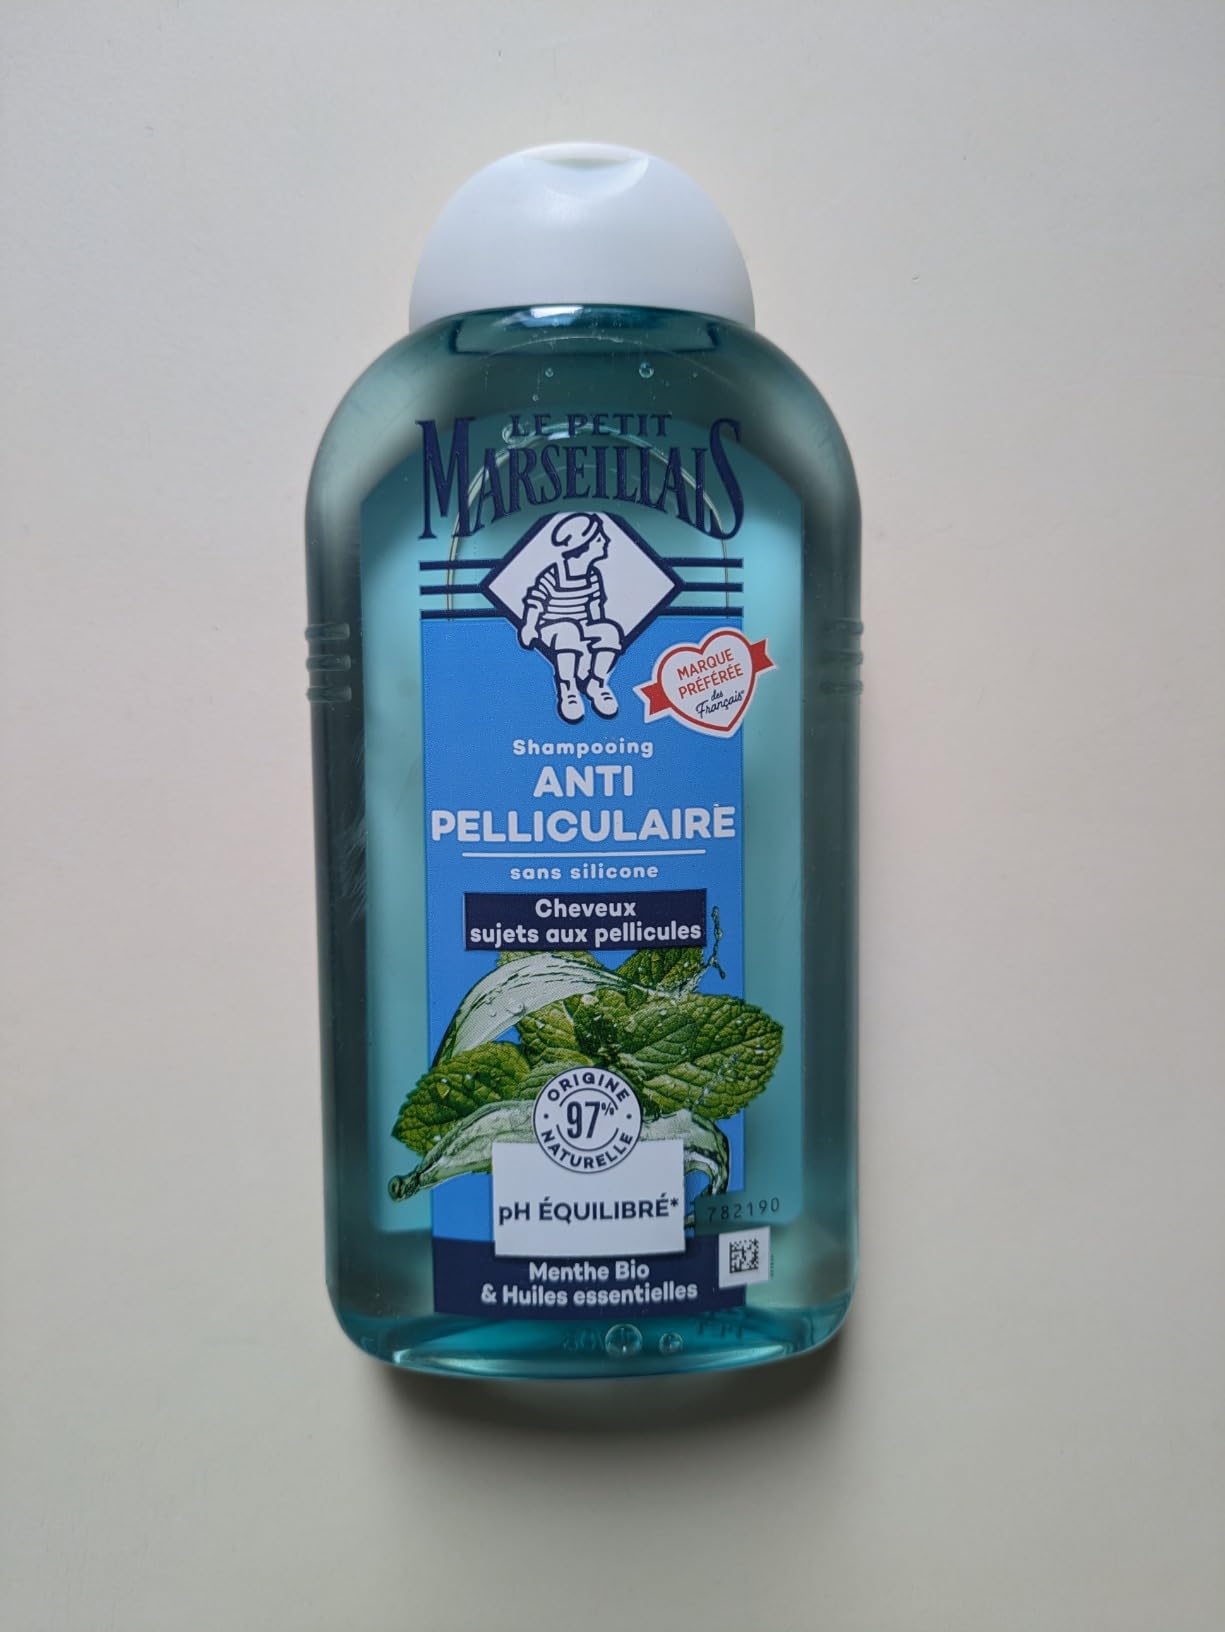 LE PETIT
MARSEILLAIS
MARQUE
PRÉFÉRÉE
des
Français*
Shampooing
ANTI
PELLICULAIRE
sans silicone
Cheveux
sujets aux pellicules
ORIGINE
97%
NATURELLE
pH ÉQUILIBRÉ*
782190
Menthe Bio
& Huiles essentielles